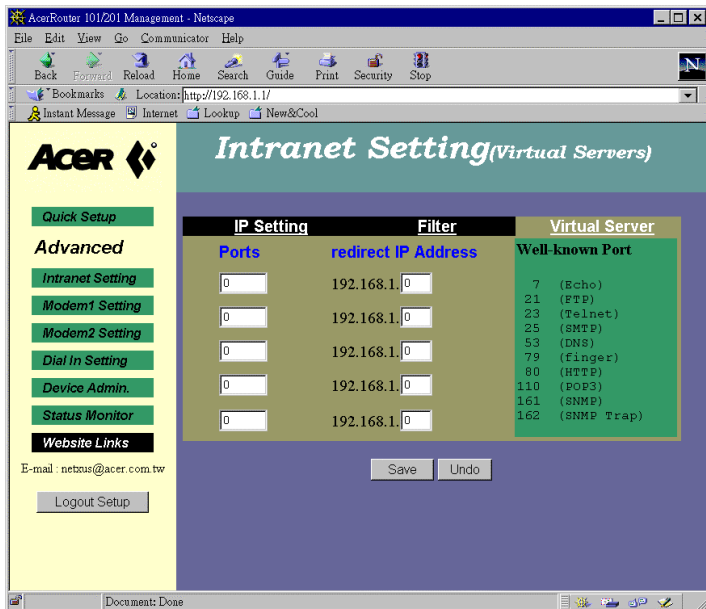 AcerRouter 101/201 Management - Netscape
File Edit View Go Communicator Help
Back Forward Reload Home Search Guide Print Security Stop
N
Bookmarks Location: http://192.168.1.1/
Instant Message Internet Lookup New&Cool
Acer
Intranet Setting(Virtual Servers)
Quick Setup
Advanced
Intranet Setting
Modem1 Setting
Modem2 Setting
Dial In Setting
Device Admin.
Status Monitor
Website Links
E-mail : netxus@acer.com.tw
Logout Setup
IP Setting Filter Virtual Server
Ports redirect IP Address
0 192.168.1. 0
0 192.168.1. 0
0 192.168.1. 0
0 192.168.1. 0
0 192.168.1. 0
Well-known Port
7 (Echo)
21 (FTP)
23 (Telnet)
25 (SMTP)
53 (DNS)
79 (finger)
80 (HTTP)
110 (POP3)
161 (SNMP)
162 (SNMP Trap)
Save Undo
Document: Done